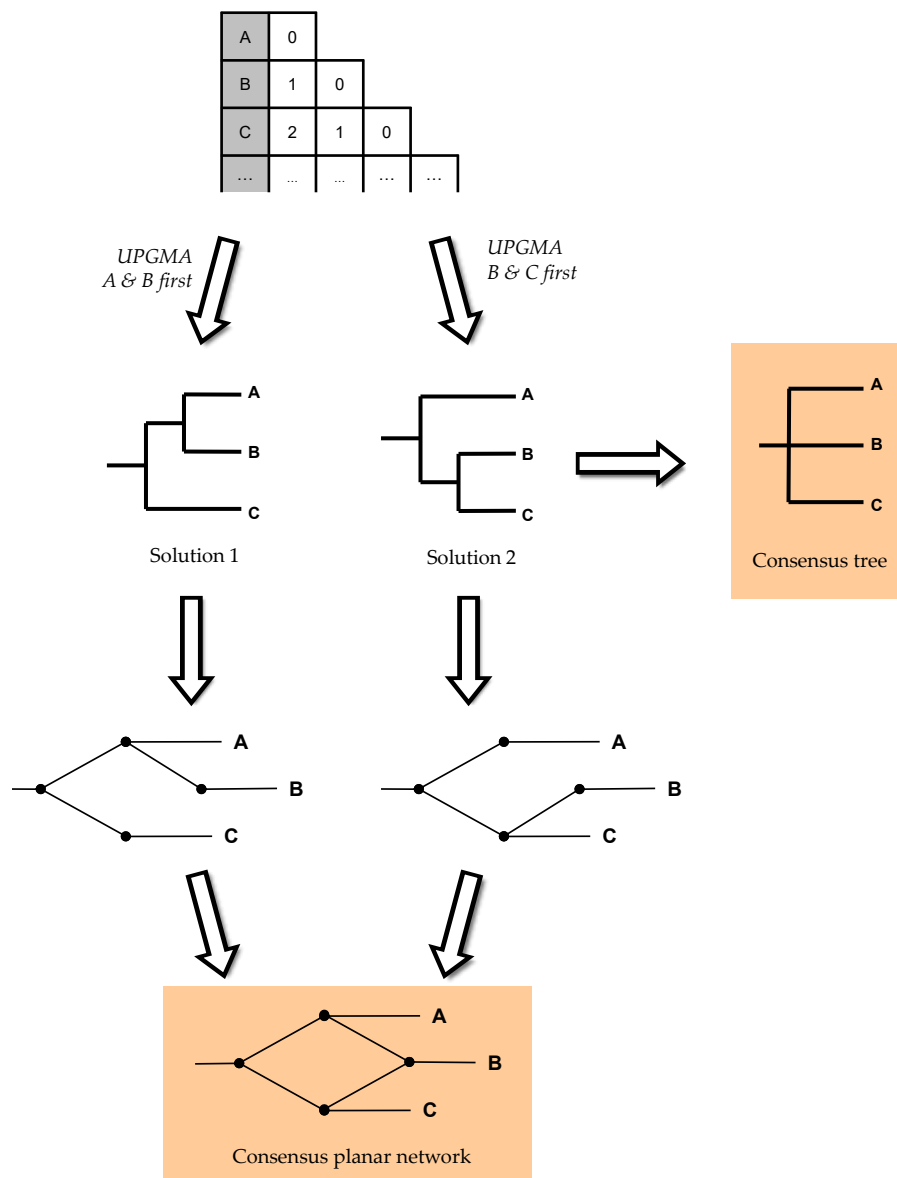 A 0
B 1 0
C 2 1 0
... ... ... ... ...
UPGMA
A & B first
UPGMA
B & C first
A
B
C
Solution 1
A
B
C
Solution 2
A
B
C
Consensus tree
A
B
C
A
B
C
A
B
C
Consensus planar network